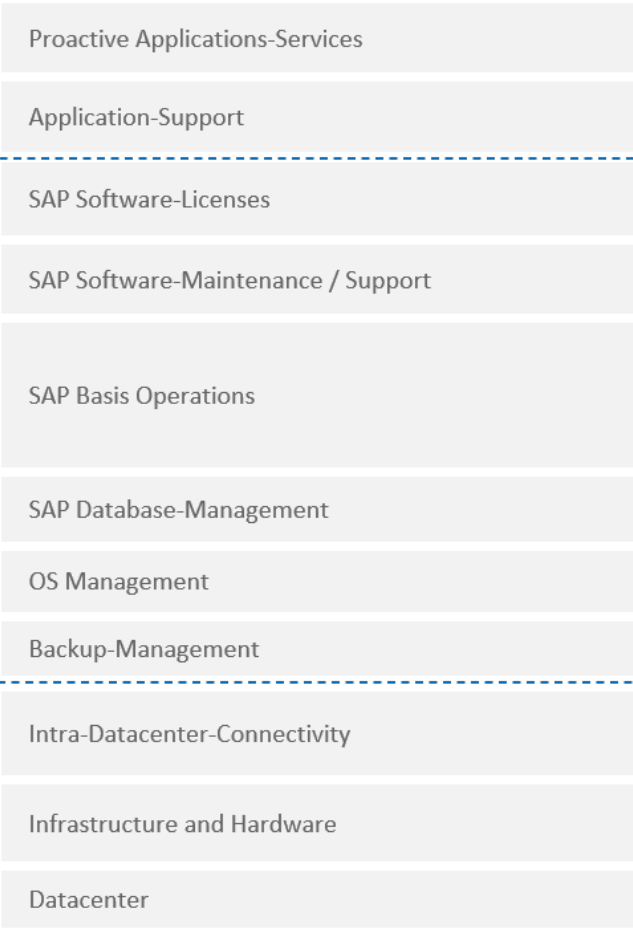 Proactive Applications-Services
Application-Support
SAP Software-Licenses
SAP Software-Maintenance / Support
SAP Basis Operations
SAP Database-Management
OS Management
Backup-Management
Intra-Datacenter-Connectivity
Infrastructure and Hardware
Datacenter